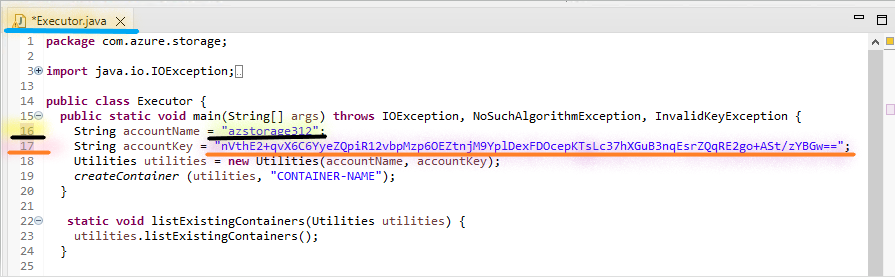 *Executor.java
1 package com.azure.storage;
2
3 import java.io.IOException;
13
14 public class Executor {
15 public static void main(String[] args) throws IOException, NoSuchAlgorithmException, InvalidKeyException {
16 String accountName = "azstorage312";
17 String accountKey = "nVthE2+qvX6C6YyeZQpiR12vbpMzp6OEZtnjM9YplDexFDOcepKTsLc37hXGuB3nqEsrZQqRE2go+ASt/zYBGw==";
18 Utilities utilities = new Utilities(accountName, accountKey);
19 createContainer (utilities, "CONTAINER-NAME");
20 }
21
22 static void listExistingContainers(Utilities utilities) {
23 utilities.listExistingContainers();
24 }
25